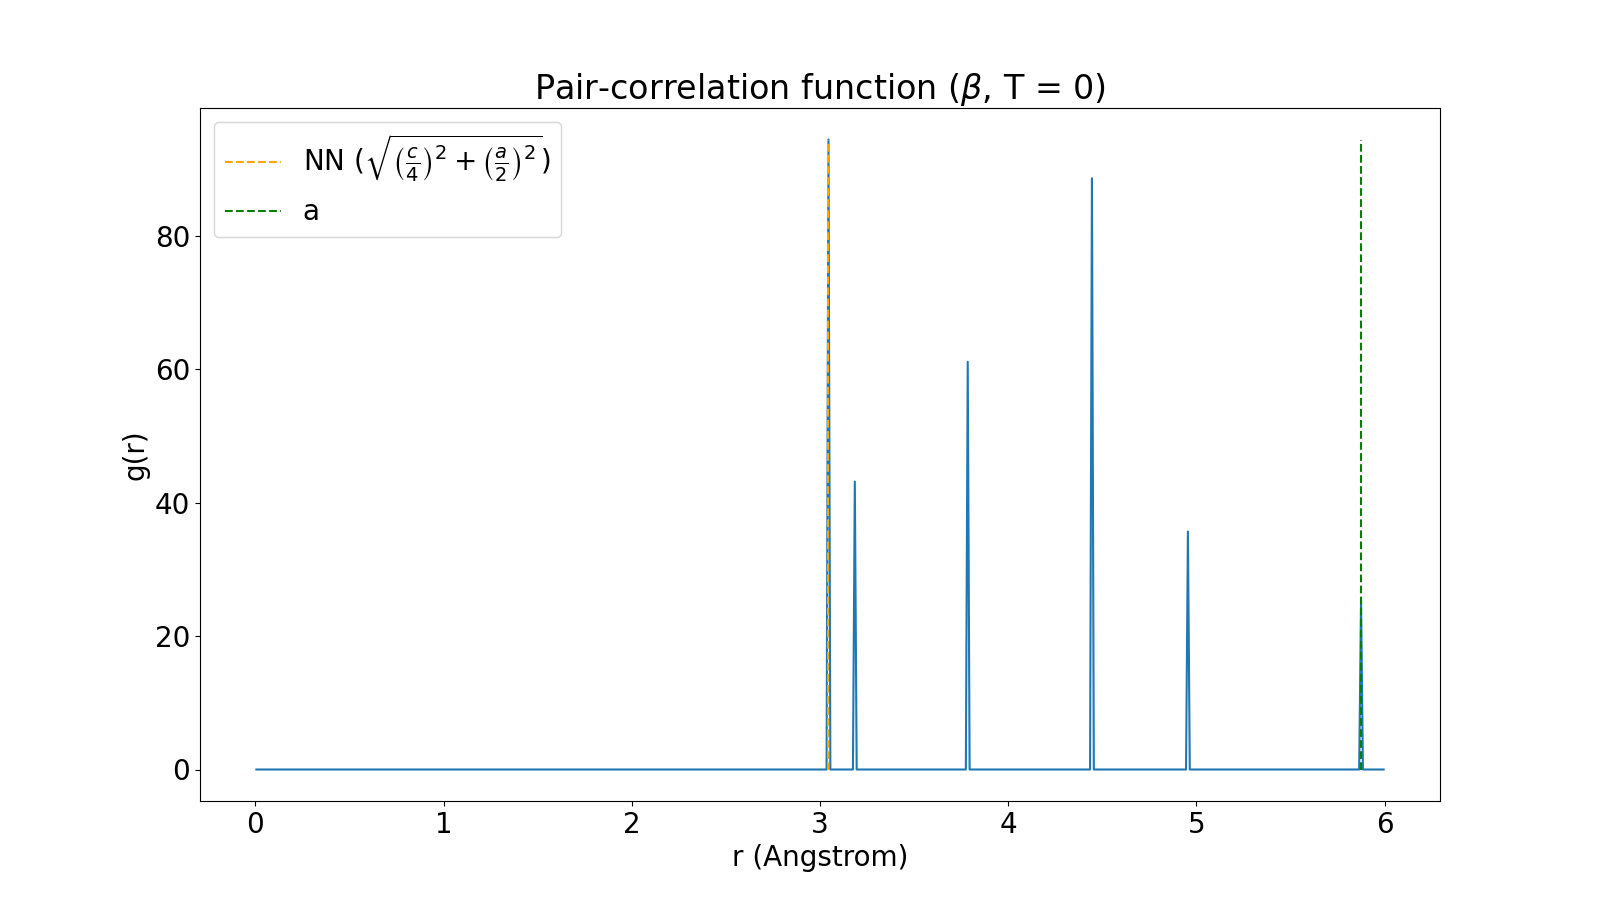 Pair-correlation function (β, T = 0)
NN (√((c/4)² + (a/2)²))
a
g(r)
80
60
40
20
0
0 1 2 3 4 5 6
r (Angstrom)